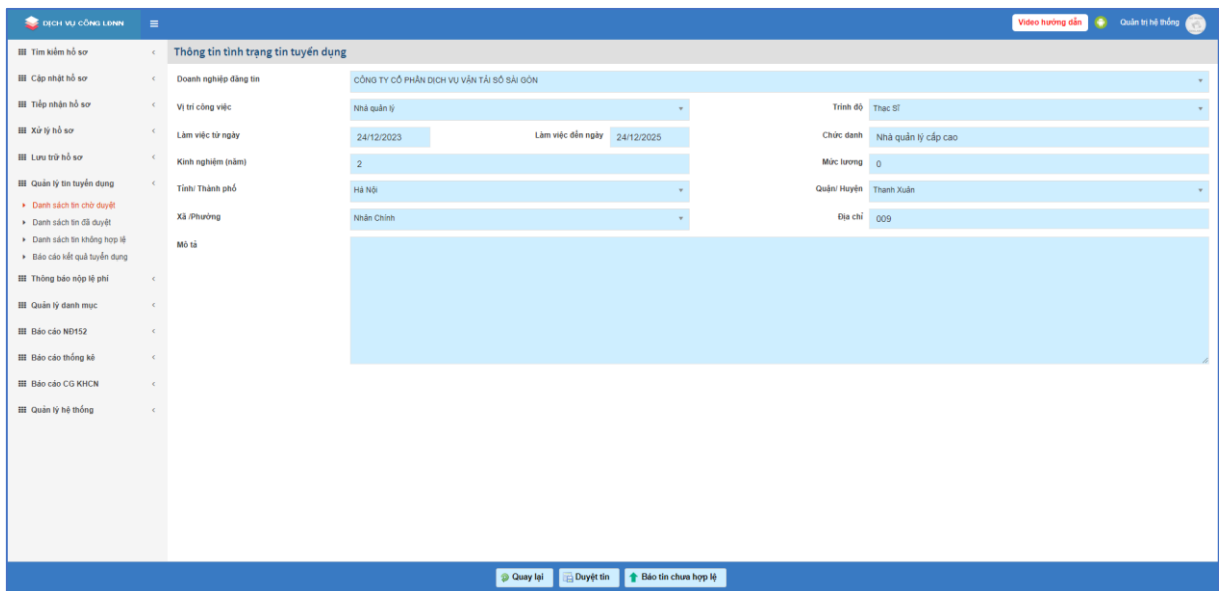 DỊCH VỤ CÔNG LĐNN
Video hướng dẫn
Quản trị hệ thống
Tìm kiếm hồ sơ
Cập nhật hồ sơ
Tiếp nhận hồ sơ
Xử lý hồ sơ
Lưu trữ hồ sơ
Quản lý tin tuyển dụng
Danh sách tin chờ duyệt
Danh sách tin đã duyệt
Danh sách tin không hợp lệ
Báo cáo kết quả tuyển dụng
Thông báo nộp lệ phí
Quản lý danh mục
Báo cáo NĐ152
Báo cáo thống kê
Báo cáo CG KHCN
Quản lý hệ thống
Thông tin tình trạng tin tuyển dụng
Doanh nghiệp đăng tin CÔNG TY CỔ PHẦN DỊCH VỤ VẬN TẢI SỐ SÀI GÒN
Vị trí công việc Nhà quản lý Trình độ Thạc Sĩ
Làm việc từ ngày 24/12/2023 Làm việc đến ngày 24/12/2025 Chức danh Nhà quản lý cấp cao
Kinh nghiệm (năm) 2 Mức lương 0
Tỉnh/ Thành phố Hà Nội Quận/ Huyện Thanh Xuân
Xã /Phường Nhân Chính Địa chỉ 009
Mô tả
Quay lại Duyệt tin Báo tin chưa hợp lệ